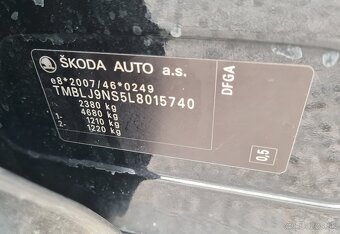 ŠKODA AUTO a.s.
e8*2007/46*0249
TMBLJ9NS5L8015740
2380 kg
4680 kg
1. 1210 kg
2. 1220 kg
DFGA
0,5